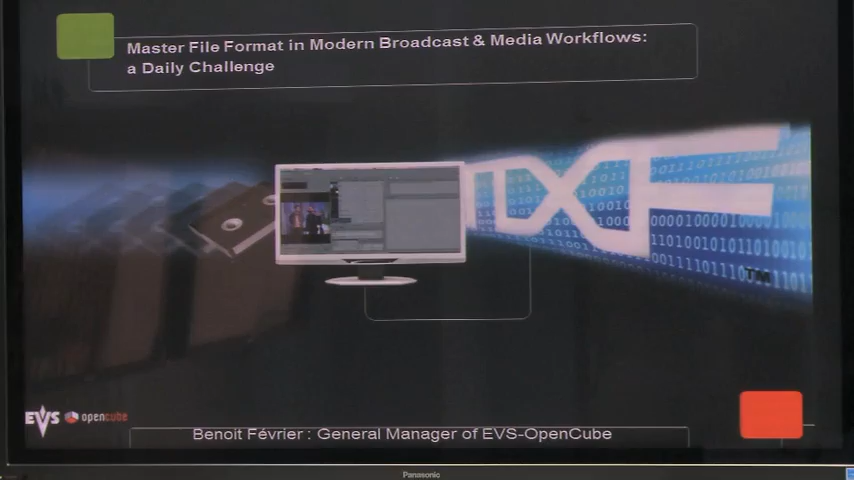 Master File Format in Modern Broadcast & Media Workflows:
a Daily Challenge
MXF
TM
EVS opencube
Benoit Février : General Manager of EVS-OpenCube
Panasonic